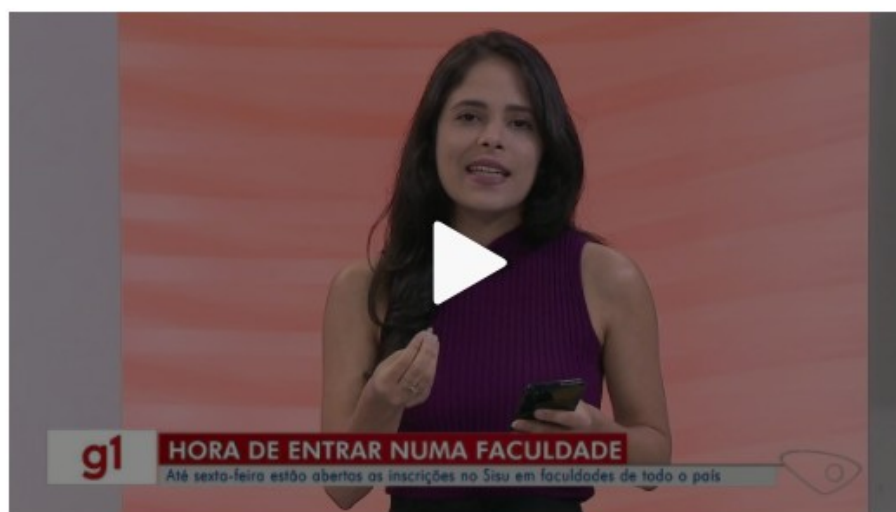 g1
HORA DE ENTRAR NUMA FACULDADE
Até sexta-feira estão abertas as inscrições no Sisu em faculdades de todo o país